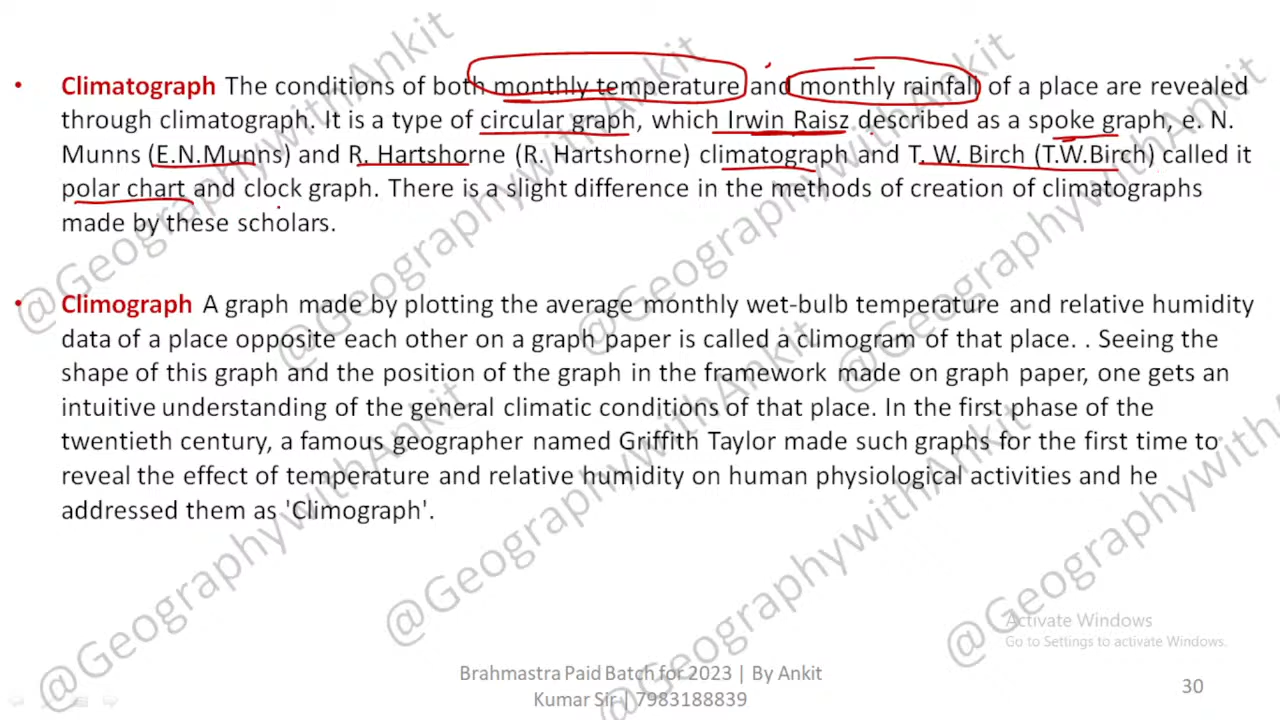 • Climatograph The conditions of both monthly temperature and monthly rainfall of a place are revealed
through climatograph. It is a type of circular graph, which Irwin Raisz described as a spoke graph, e. N.
Munns (E.N.Munns) and R. Hartshorne (R. Hartshorne) climatograph and T. W. Birch (T.W.Birch) called it
polar chart and clock graph. There is a slight difference in the methods of creation of climatographs
made by these scholars.
• Climograph A graph made by plotting the average monthly wet-bulb temperature and relative humidity
data of a place opposite each other on a graph paper is called a climogram of that place. . Seeing the
shape of this graph and the position of the graph in the framework made on graph paper, one gets an
intuitive understanding of the general climatic conditions of that place. In the first phase of the
twentieth century, a famous geographer named Griffith Taylor made such graphs for the first time to
reveal the effect of temperature and relative humidity on human physiological activities and he
addressed them as 'Climograph'.
@GeographywithAnkit
@GeographywithAnkit
@GeographywithAnkit
@GeographywithAnkit
@GeographywithAnkit
@GeographywithAnkit
@GeographywithAnkit
@GeographywithAnkit
Activate Windows
Go to Settings to activate Windows.
Brahmastra Paid Batch for 2023 | By Ankit
Kumar Sir | 7983188839
30